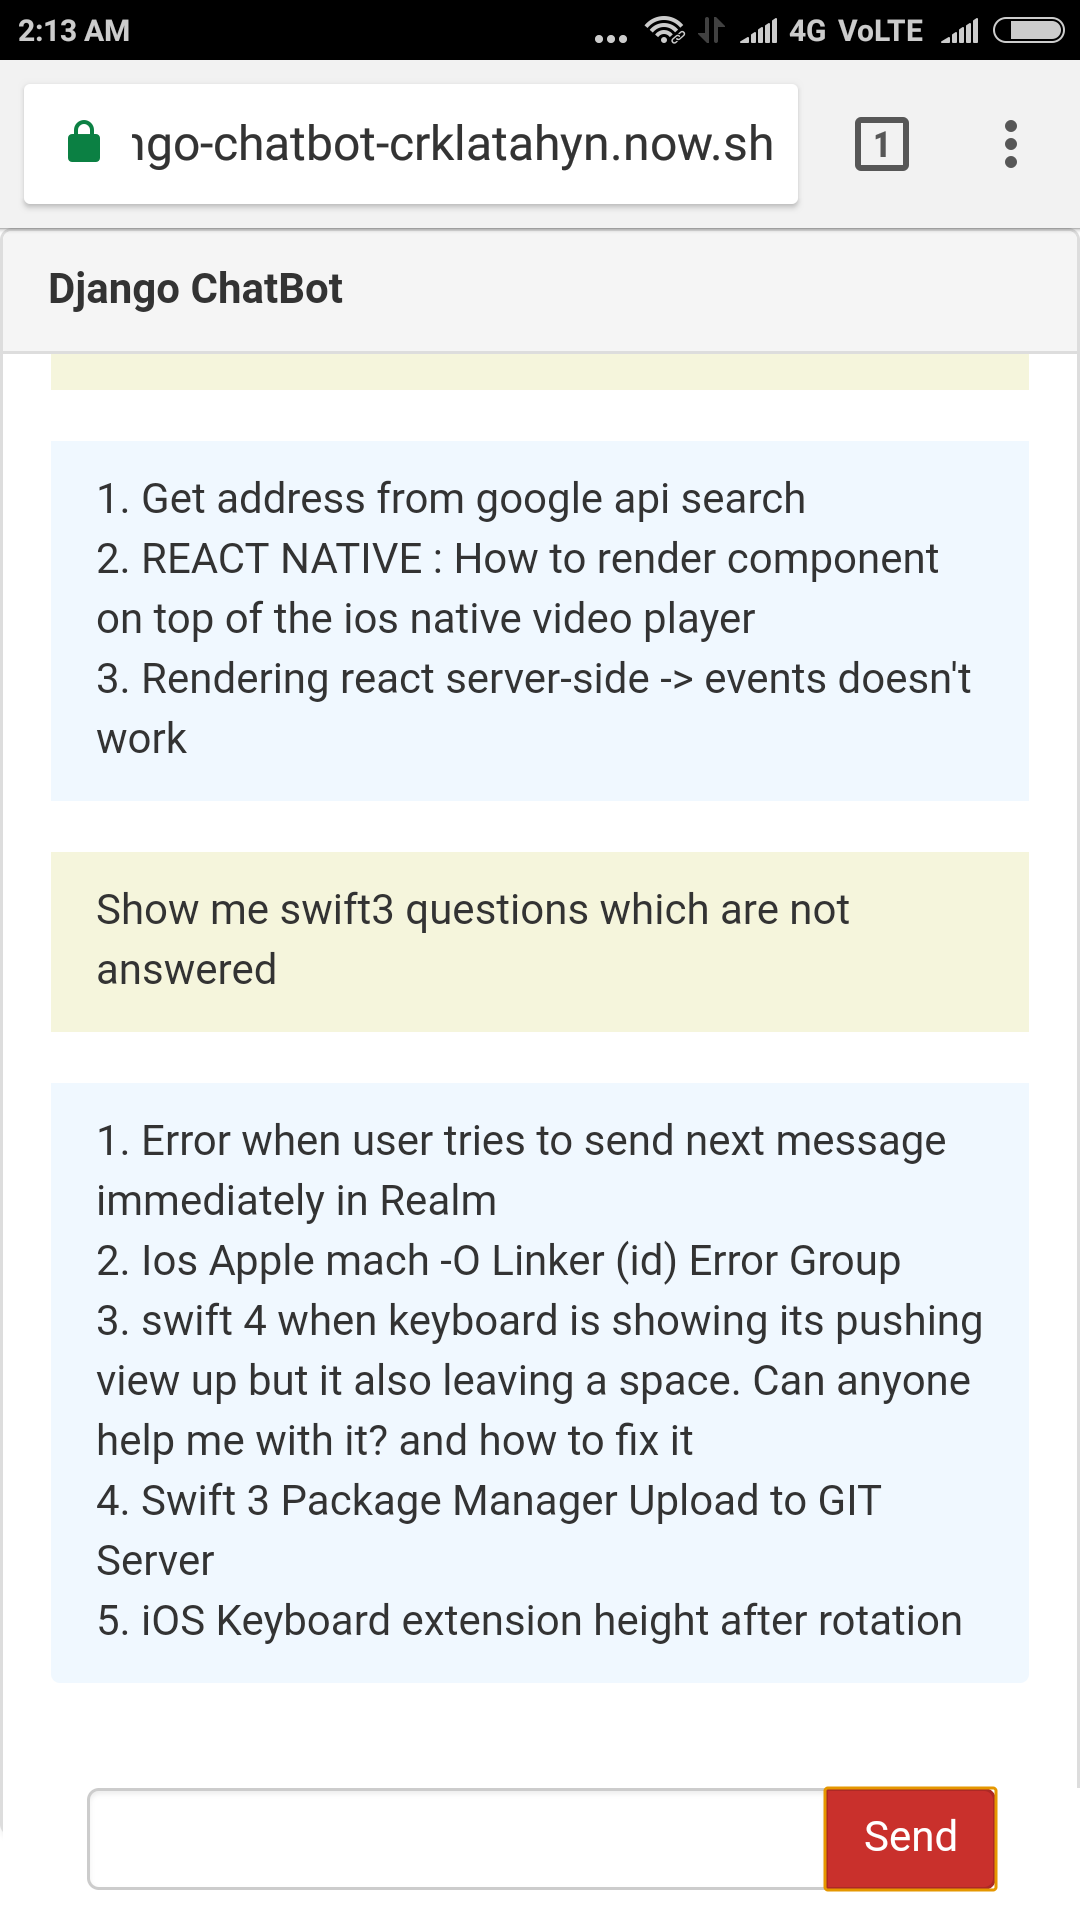 2:13 AM
4G VoLTE
ngo-chatbot-crklatahyn.now.sh
1
Django ChatBot
1. Get address from google api search
2. REACT NATIVE : How to render component
on top of the ios native video player
3. Rendering react server-side -> events doesn't
work
Show me swift3 questions which are not
answered
1. Error when user tries to send next message
immediately in Realm
2. Ios Apple mach -O Linker (id) Error Group
3. swift 4 when keyboard is showing its pushing
view up but it also leaving a space. Can anyone
help me with it? and how to fix it
4. Swift 3 Package Manager Upload to GIT
Server
5. iOS Keyboard extension height after rotation
Send